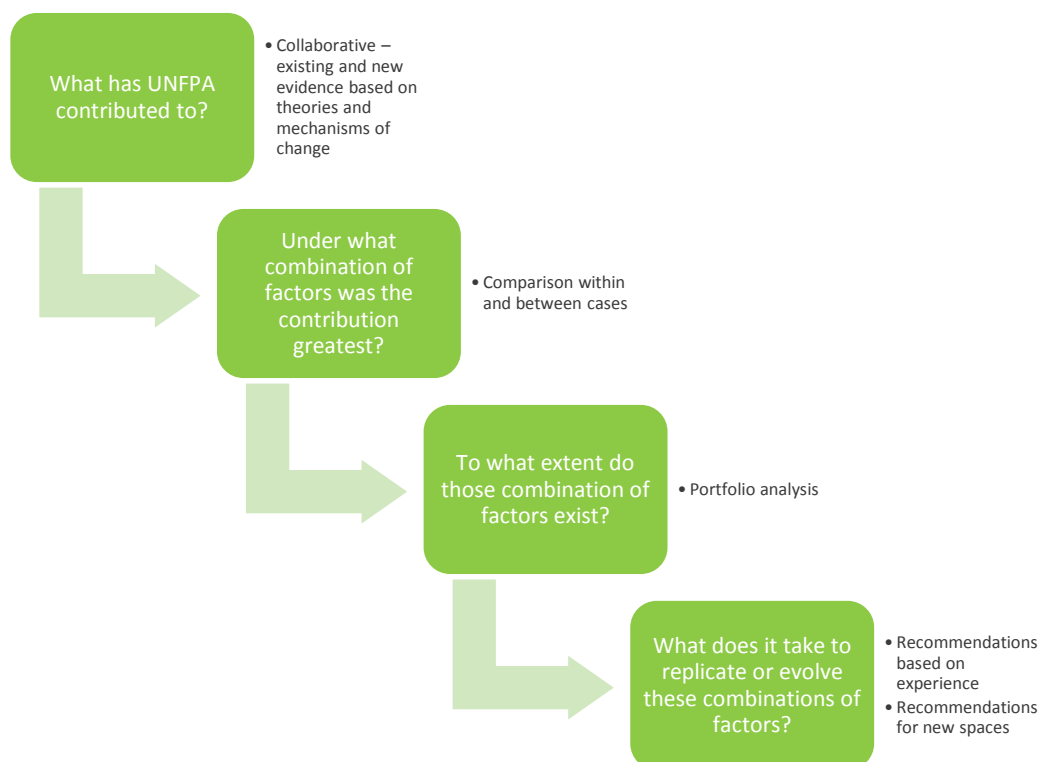 What has UNFPA
contributed to?
• Collaborative –
existing and new
evidence based on
theories and
mechanisms of
change
Under what
combination of
factors was the
contribution
greatest?
• Comparison within
and between cases
To what extent do
those combination of
factors exist?
• Portfolio analysis
What does it take to
replicate or evolve
these combinations of
factors?
• Recommendations
based on
experience
• Recommendations
for new spaces